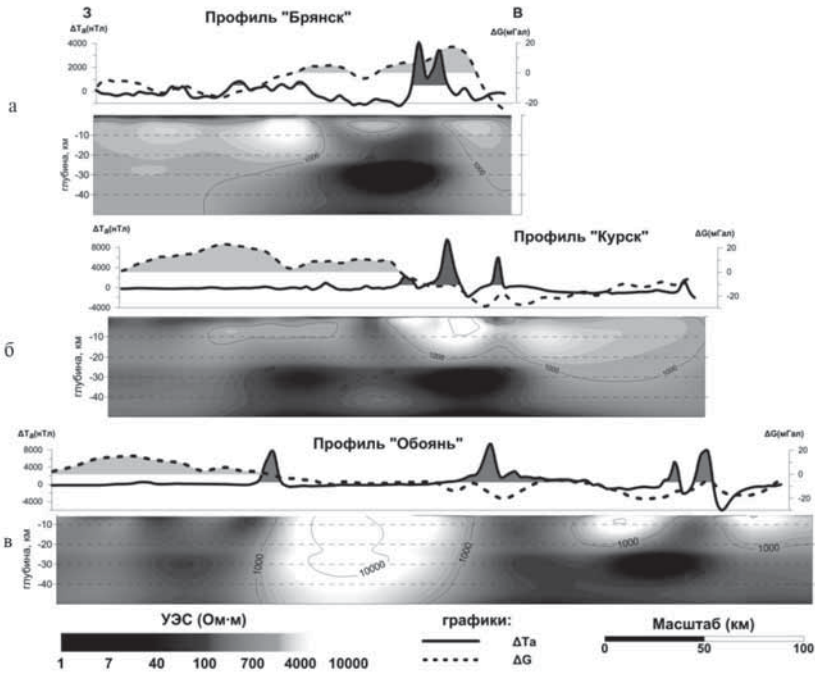 З В
Профиль "Брянск"
ΔTa(нТл) ΔG(мГал)
4000 20
2000 0
0 -20
а
глубина, км
-10
-20
-30
-40
1000 1000
Профиль "Курск"
ΔTa(нТл) ΔG(мГал)
8000 20
4000 0
0 -20
-4000
б
глубина, км
-10
-20
-30
-40
1000 1000
Профиль "Обоянь"
ΔTa(нТл) ΔG(мГал)
8000 20
4000 0
0 -20
-4000
в
глубина, км
-10
-20
-30
-40
1000 10000 1000 1000 1000
УЭС (Ом·м) графики: Масштаб (км)
ΔTa
ΔG
0 50 100
1 7 40 100 700 4000 10000